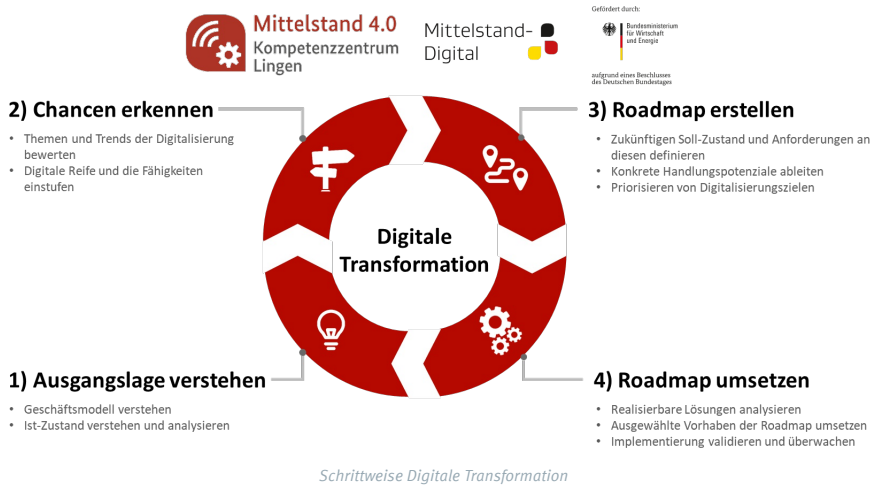 Mittelstand 4.0
Kompetenzzentrum
Lingen
Mittelstand-
Digital
Gefördert durch:
Bundesministerium
für Wirtschaft
und Energie
aufgrund eines Beschlusses
des Deutschen Bundestages
2) Chancen erkennen
• Themen und Trends der Digitalisierung
bewerten
• Digitale Reife und die Fähigkeiten
einstufen
3) Roadmap erstellen
• Zukünftigen Soll-Zustand und Anforderungen an
diesen definieren
• Konkrete Handlungspotenziale ableiten
• Priorisieren von Digitalisierungszielen
Digitale
Transformation
1) Ausgangslage verstehen
• Geschäftsmodell verstehen
• Ist-Zustand verstehen und analysieren
4) Roadmap umsetzen
• Realisierbare Lösungen analysieren
• Ausgewählte Vorhaben der Roadmap umsetzen
• Implementierung validieren und überwachen
Schrittweise Digitale Transformation